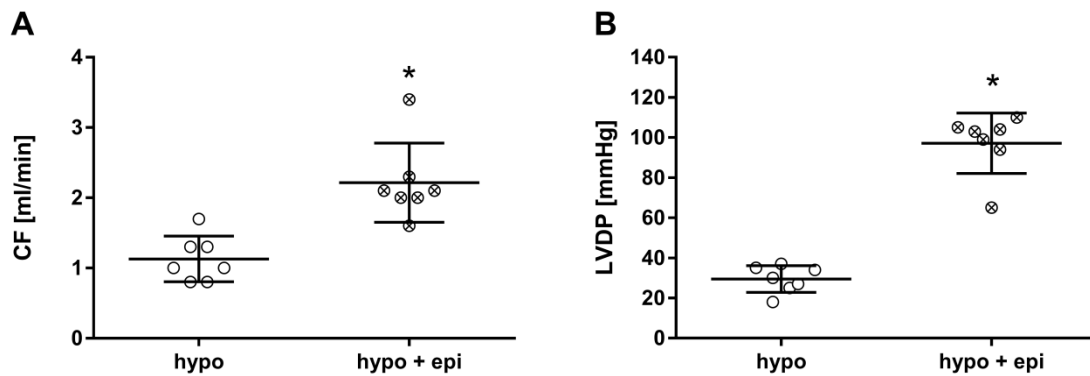 A
CF [ml/min]
4
3
2
1
0
*
hypo
hypo + epi
B
LVDP [mmHg]
140
120
100
80
60
40
20
0
*
hypo
hypo + epi